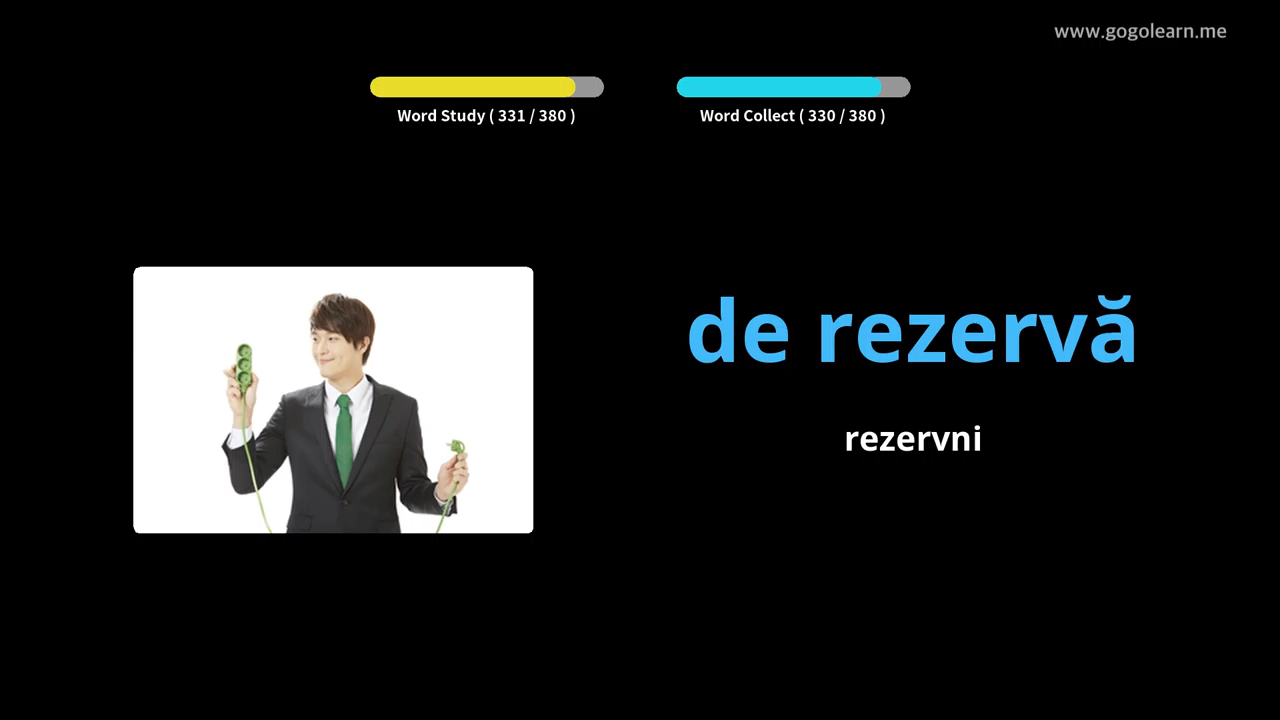 www.gogolearn.me
Word Study ( 331 / 380 )
Word Collect ( 330 / 380 )
de rezervă
rezervni